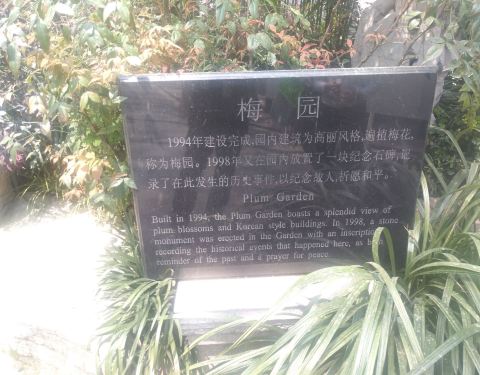 梅 园
1994年建设完成,园内建筑为高丽风格,遍植梅花,
称为梅园。1998年又在园内放置了一块纪念石碑,记
录了在此发生的历史事件,以纪念故人,祈愿和平。
Plum Garden
Built in 1994, the Plum Garden boasts a splendid view of
plum blossoms and Korean style buildings. In 1998, a stone
monument was erected in the Garden with an inscription
recording the historical events that happened here, as both
reminder of the past and a prayer for peace.